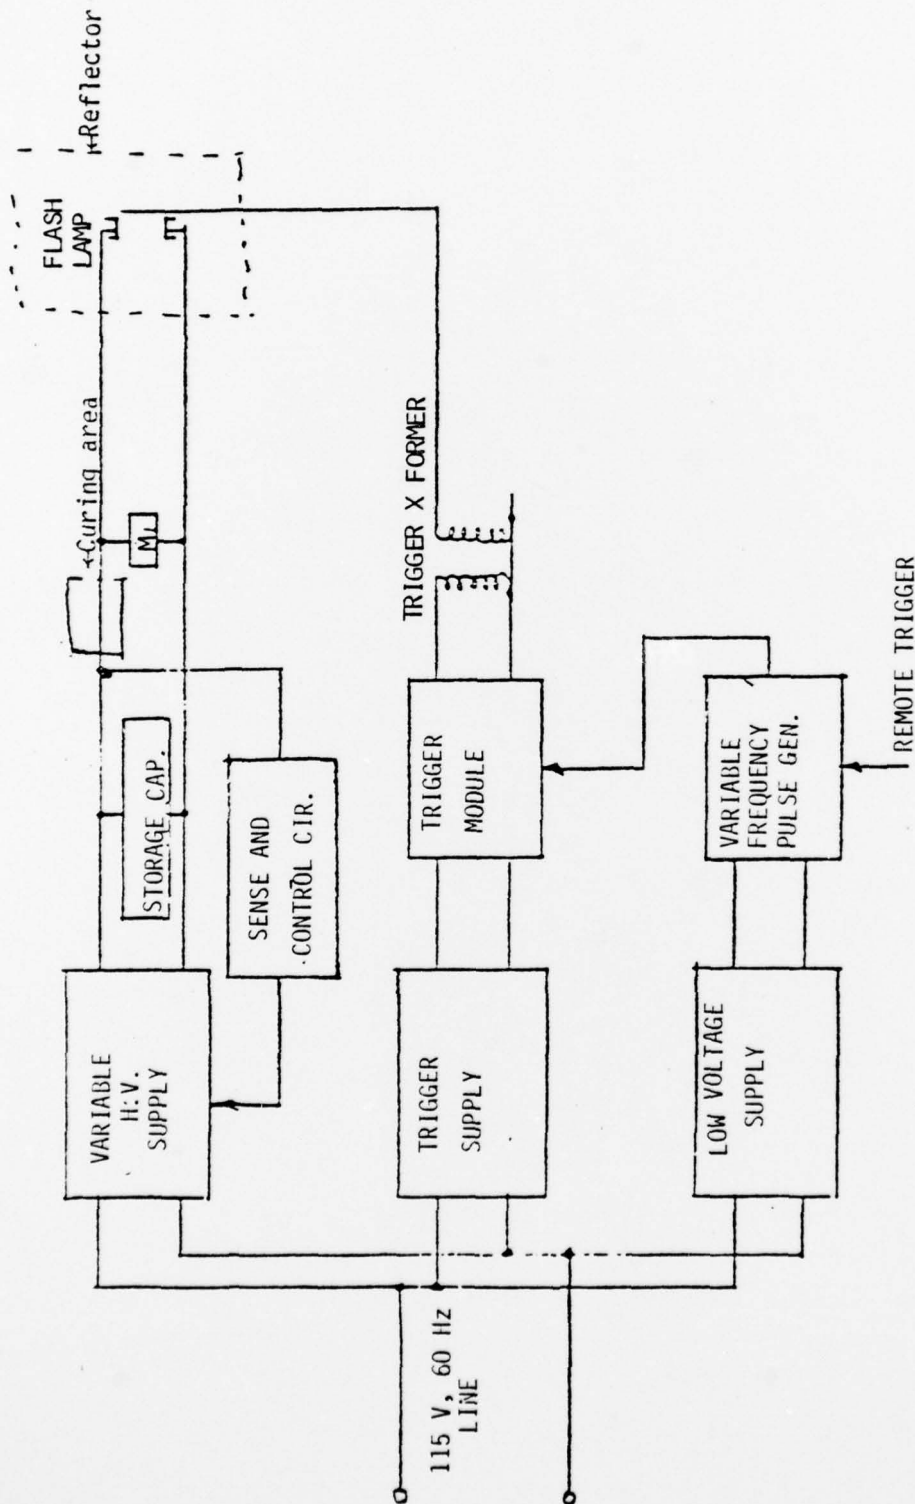 FLASH
LAMP
←Reflector
←Curing area
M
STORAGE CAP.
SENSE AND
CONTROL CIR.
VARIABLE
H.V.
SUPPLY
TRIGGER X FORMER
TRIGGER
MODULE
TRIGGER
SUPPLY
VARIABLE
FREQUENCY
PULSE GEN.
LOW VOLTAGE
SUPPLY
REMOTE TRIGGER
115 V, 60 Hz
LINE